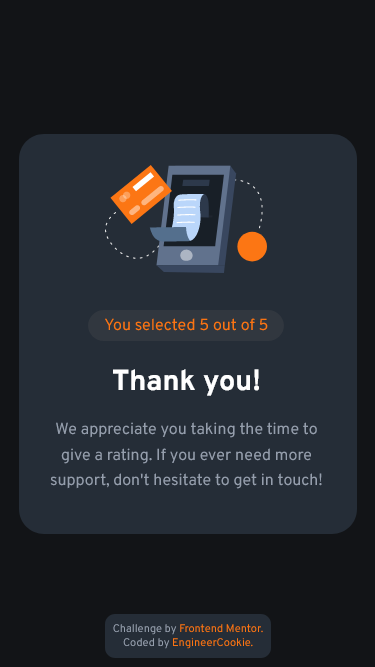 You selected 5 out of 5
Thank you!
We appreciate you taking the time to
give a rating. If you ever need more
support, don't hesitate to get in touch!
Challenge by Frontend Mentor.
Coded by EngineerCookie.